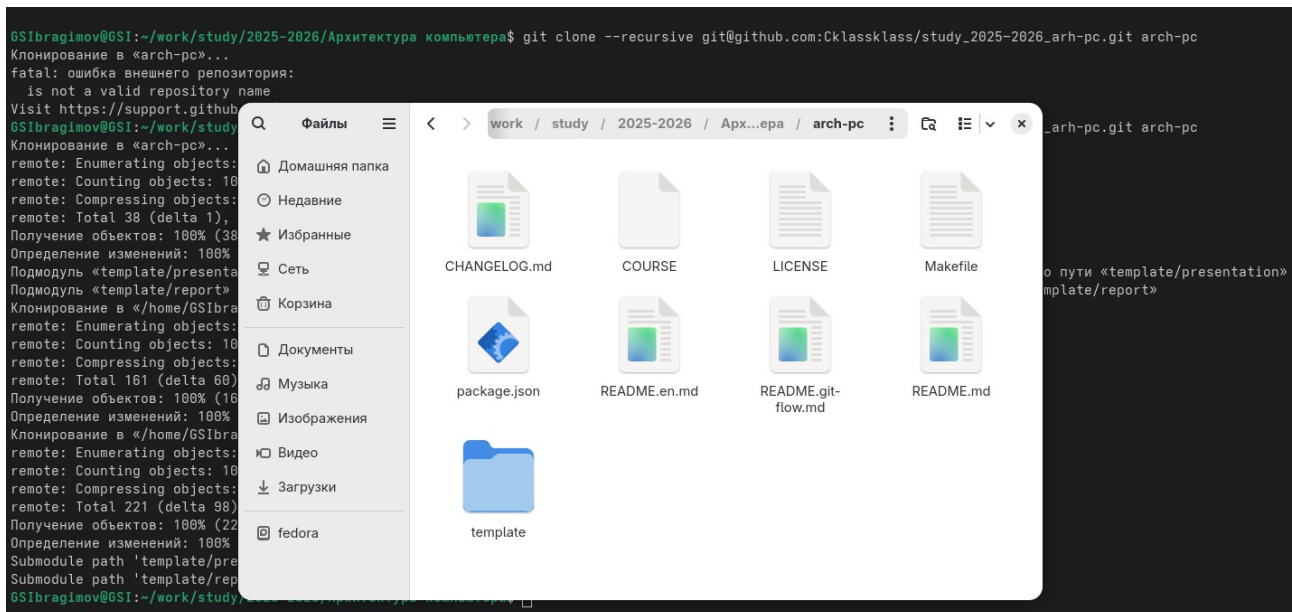 GSIbragimov@GSI:~/work/study/2025-2026/Архитектура компьютера$ git clone --recursive git@github.com:Cklassklass/study_2025-2026_arh-pc.git arch-pc
Клонирование в «arch-pc»...
fatal: ошибка внешнего репозитория:
is not a valid repository name
Visit https://support.github
GSIbragimov@GSI:~/work/study
_arh-pc.git arch-pc
Клонирование в «arch-pc»...
remote: Enumerating objects:
remote: Counting objects: 10
remote: Compressing objects:
remote: Total 38 (delta 1),
Получение объектов: 100% (38
Определение изменений: 100%
Подмодуль «template/presenta
о пути «template/presentation»
Подмодуль «template/report»
mplate/report»
Клонирование в «/home/GSIbra
remote: Enumerating objects:
remote: Counting objects: 10
remote: Compressing objects:
remote: Total 161 (delta 60)
Получение объектов: 100% (16
Определение изменений: 100%
Клонирование в «/home/GSIbra
remote: Enumerating objects:
remote: Counting objects: 10
remote: Compressing objects:
remote: Total 221 (delta 98)
Получение объектов: 100% (22
Определение изменений: 100%
Submodule path 'template/pre
Submodule path 'template/rep
GSIbragimov@GSI:~/work/study/
Файлы
work / study / 2025-2026 / Арх...ера / arch-pc
Домашняя папка
Недавние
Избранные
Сеть
Корзина
Документы
Музыка
Изображения
Видео
Загрузки
fedora
CHANGELOG.md
COURSE
LICENSE
Makefile
package.json
README.en.md
README.git-
flow.md
README.md
template